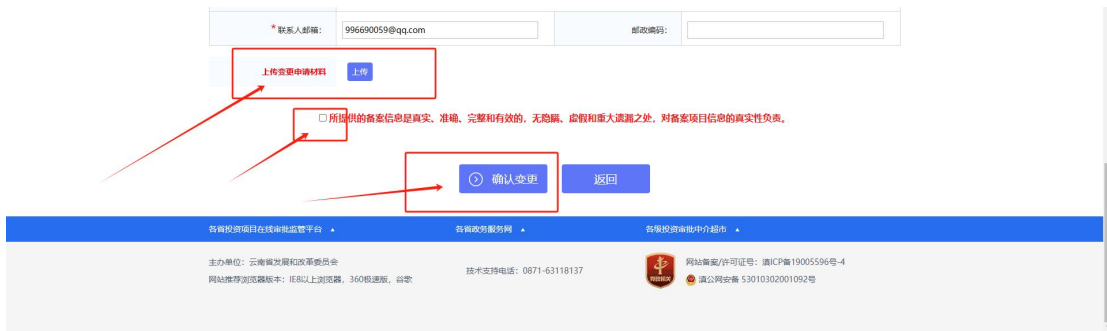 *联系人邮箱: 996690059@qq.com 邮政编码:
上传变更申请材料 上传
所提供的备案信息是真实、准确、完整和有效的，无隐瞒、虚假和重大遗漏之处，对备案项目信息的真实性负责。
确认变更 返回
各省投资项目在线审批监管平台 ▲ 各省政务服务网 ▲ 各级投资审批中介超市 ▲
主办单位：云南省发展和改革委员会
网站推荐浏览器版本：IE8以上浏览器，360极速版，谷歌
技术支持电话：0871-63118137
党政机关
网站备案/许可证号：滇ICP备19005596号-4
滇公网安备 53010302001092号